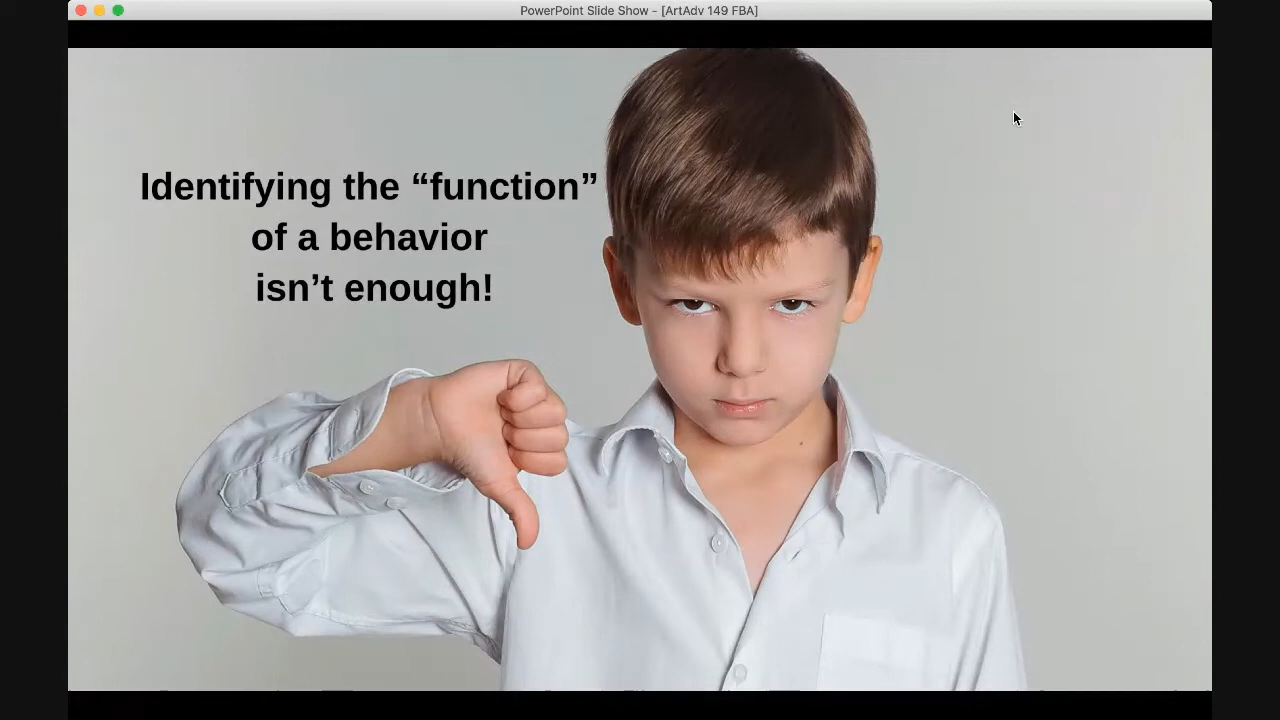 PowerPoint Slide Show - [ArtAdv 149 FBA]
Identifying the “function”
of a behavior
isn’t enough!